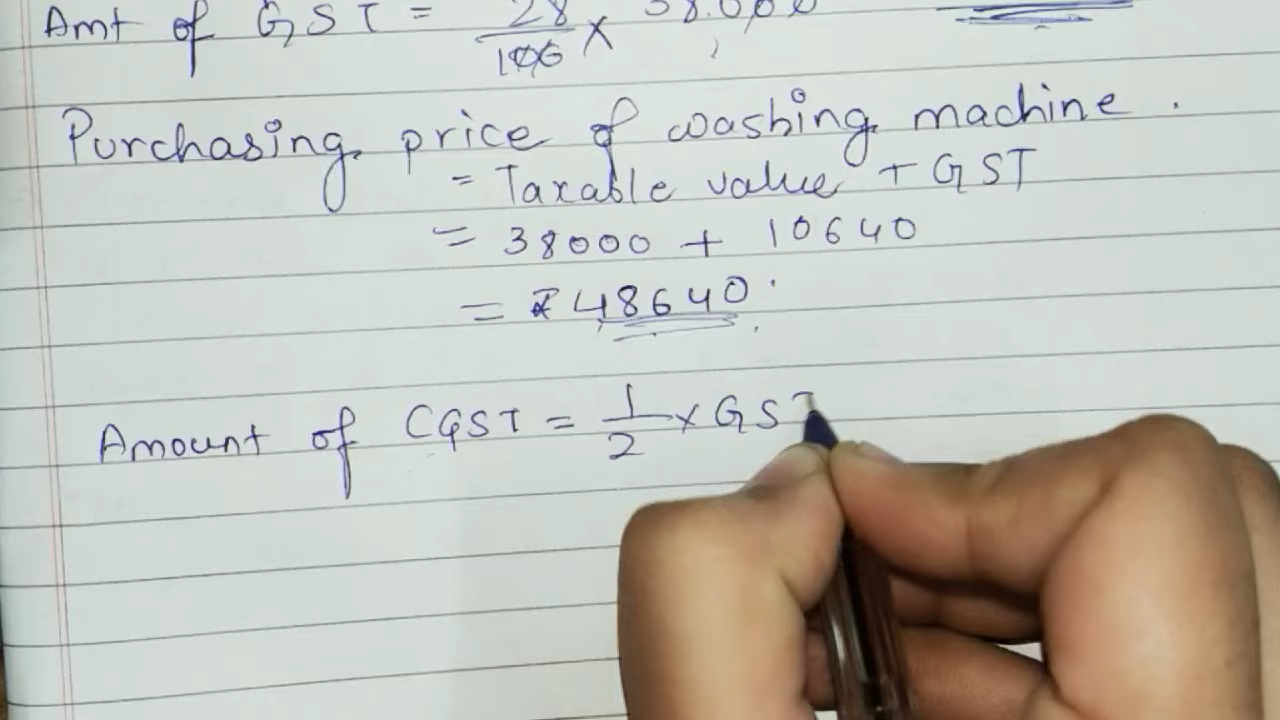 Amt of GST = 28/100 × 38,000
Purchasing price of washing machine.
= Taxable value + GST
= 38000 + 10640
= ₹48640.
Amount of CGST = 1/2 × GST